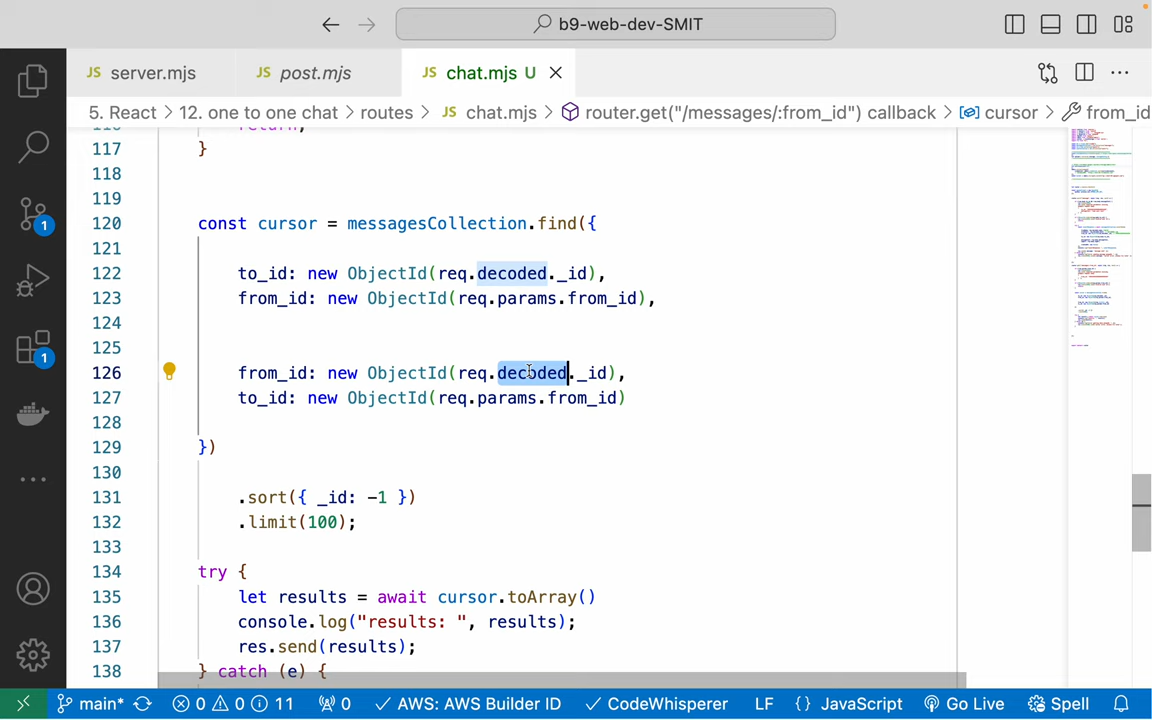 b9-web-dev-SMIT
JS server.mjs
JS post.mjs
JS chat.mjs U
5. React > 12. one to one chat > routes > JS chat.mjs > router.get("/messages/:from_id") callback > cursor > from_id
117 }
118
119
120 const cursor = messagesCollection.find({
121
122 to_id: new ObjectId(req.decoded._id),
123 from_id: new ObjectId(req.params.from_id),
124
125
126 from_id: new ObjectId(req.decoded._id),
127 to_id: new ObjectId(req.params.from_id)
128
129 })
130
131 .sort({ _id: -1 })
132 .limit(100);
133
134 try {
135 let results = await cursor.toArray()
136 console.log("results: ", results);
137 res.send(results);
138 } catch (e) {
1
1
main* 0 0 11 0 AWS: AWS Builder ID CodeWhisperer LF {} JavaScript Go Live Spell